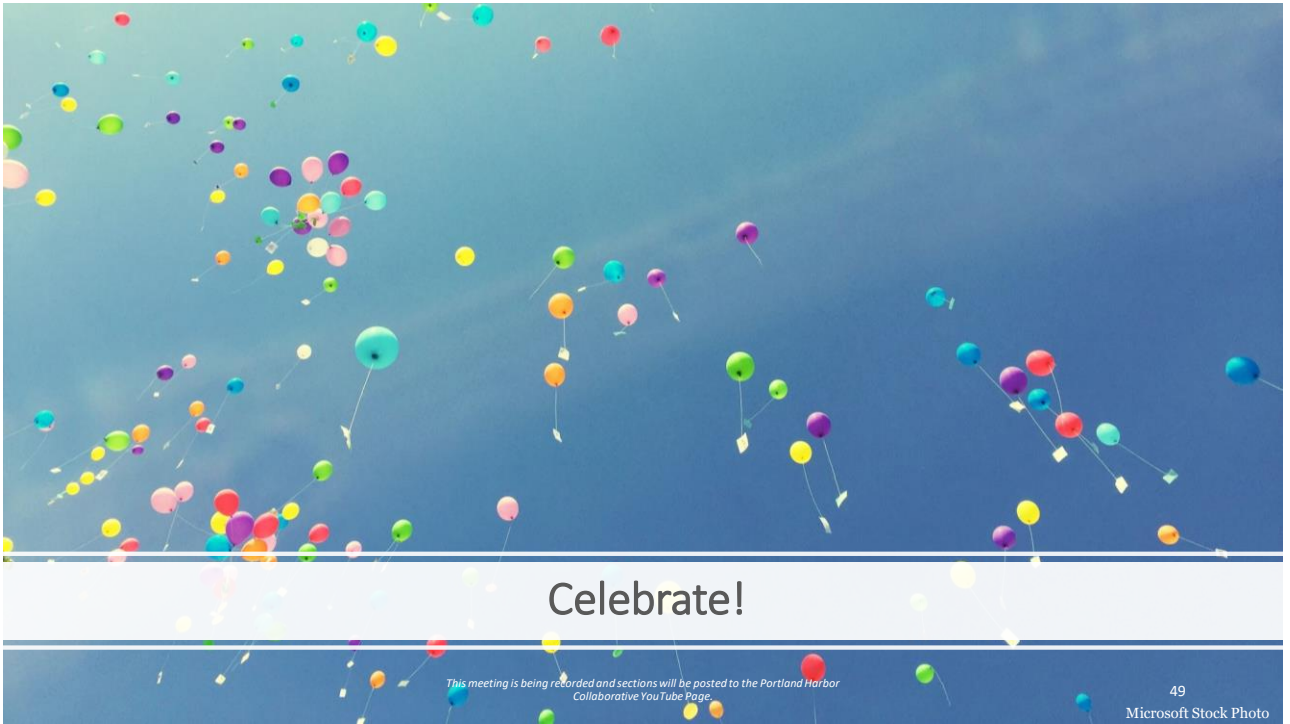 Celebrate!
This meeting is being recorded and sections will be posted to the Portland Harbor
Collaborative YouTube Page.
49
Microsoft Stock Photo